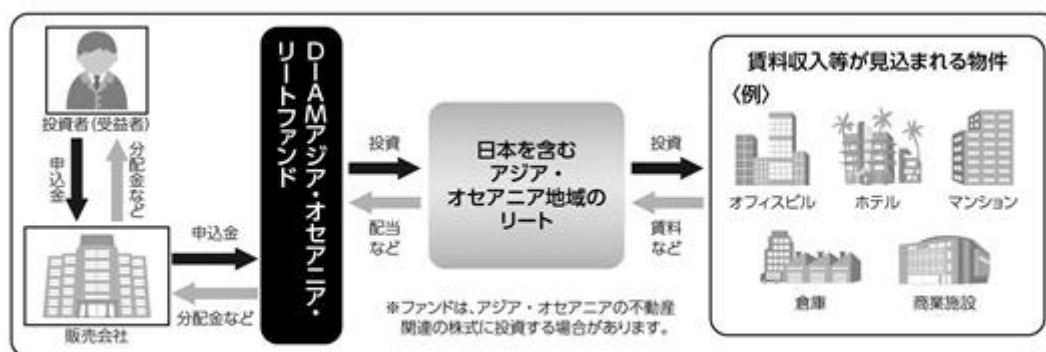 投資者(受益者)
申込金
分配金など
販売会社
申込金
分配金など
DIAMアジア・オセアニア・
リートファンド
投資
配当
など
日本を含む
アジア・
オセアニア地域の
リート
投資
賃料
など
※ファンドは、アジア・オセアニアの不動産
関連の株式に投資する場合があります。
賃料収入等が見込まれる物件
〈例〉
オフィスビル
ホテル
マンション
倉庫
商業施設